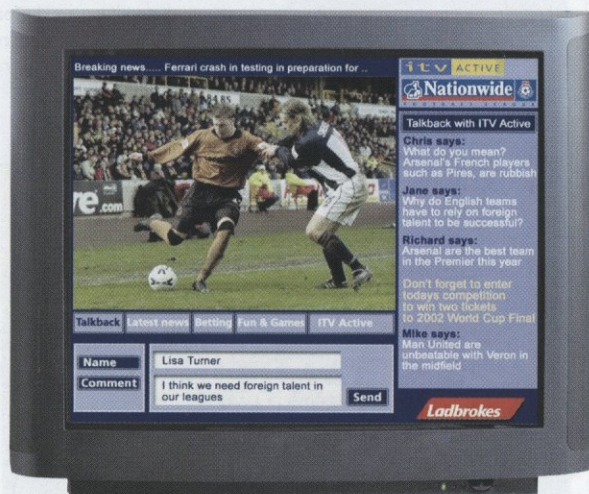 Breaking news..... Ferrari crash in testing in preparation for ..
itv ACTIVE
Nationwide
FOOTBALL LEAGUE
Talkback with ITV Active
Chris says:
What do you mean?
Arsenal's French players
such as Pires, are rubbish
Jane says:
Why do English teams
have to rely on foreign
talent to be successful?
Richard says:
Arsenal are the best team
in the Premier this year
Don't forget to enter
todays competition
to win two tickets
to 2002 World Cup Final
Mike says:
Man United are
unbeatable with Veron in
the midfield
Ladbrokes
ve.com
Talkback
Latest news
Betting
Fun & Games
ITV Active
Name
Lisa Turner
Comment
I think we need foreign talent in
our leagues
Send